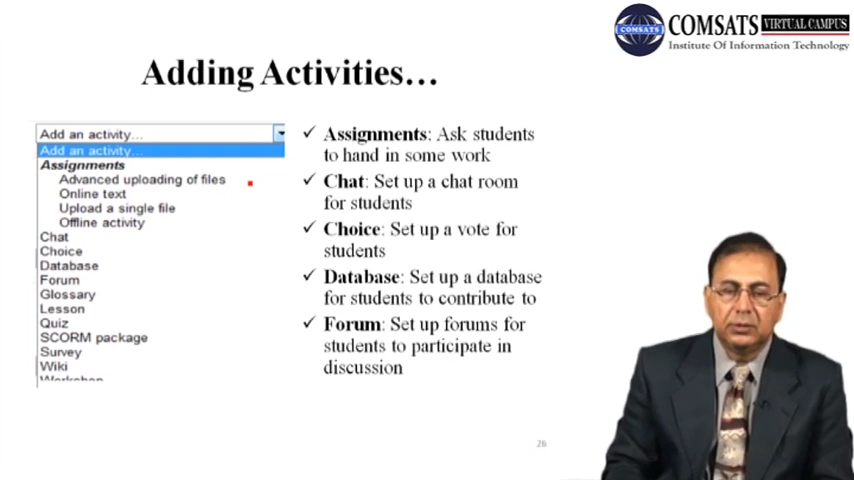 COMSATS
COMSATS VIRTUAL CAMPUS
Institute Of Information Technology
Adding Activities…
Add an activity...
Add an activity...
Assignments
Advanced uploading of files
Online text
Upload a single file
Offline activity
Chat
Choice
Database
Forum
Glossary
Lesson
Quiz
SCORM package
Survey
Wiki
Workshop
✓ Assignments: Ask students
to hand in some work
✓ Chat: Set up a chat room
for students
✓ Choice: Set up a vote for
students
✓ Database: Set up a database
for students to contribute to
✓ Forum: Set up forums for
students to participate in
discussion
26